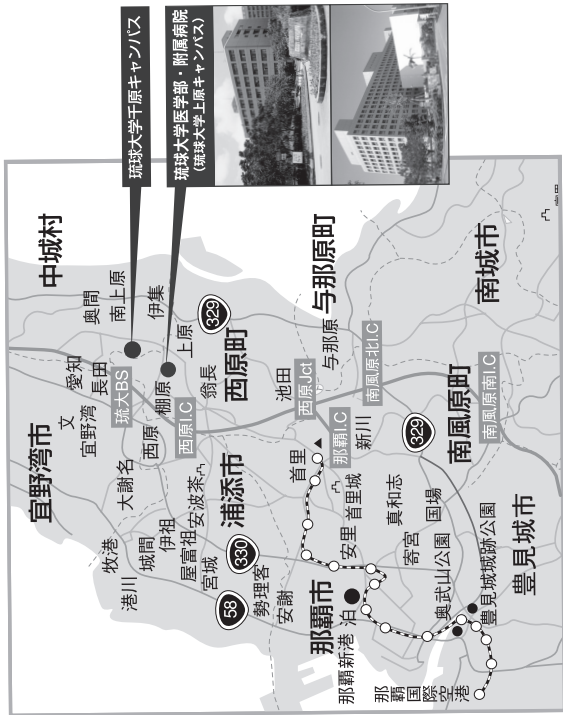 琉球大学千原キャンパス
琉球大学医学部・附属病院
(琉球大学上原キャンパス)
中城村
奥間
南上原
伊集
上原
329
与那原町
与那原
南城市
愛知
長田
琉大BS
棚原
翁長
西原町
池田
西原Jct
南風原北I.C
文
宜野湾
宜野湾市
大謝名
西原
西原I.C
首里
那覇I.C
新川
329
南風原町
南風原南I.C
牧港
港川
城間
伊祖
屋富祖
宮城
安波茶
浦添市
330
58
勢理客
安謝
安里
首里城
真和志
国場
寄宮
奥武山公園
豊見城城跡公園
豊見城市
那覇市
泊
那覇新港
那覇国際空港